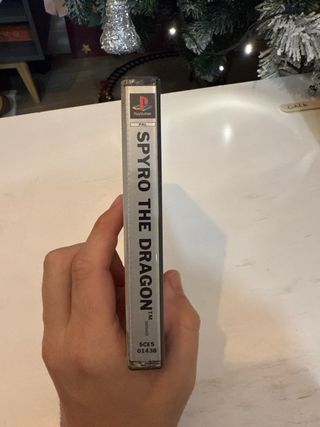 PlayStation
PAL
SPYRO THE DRAGON™
SCES
01438